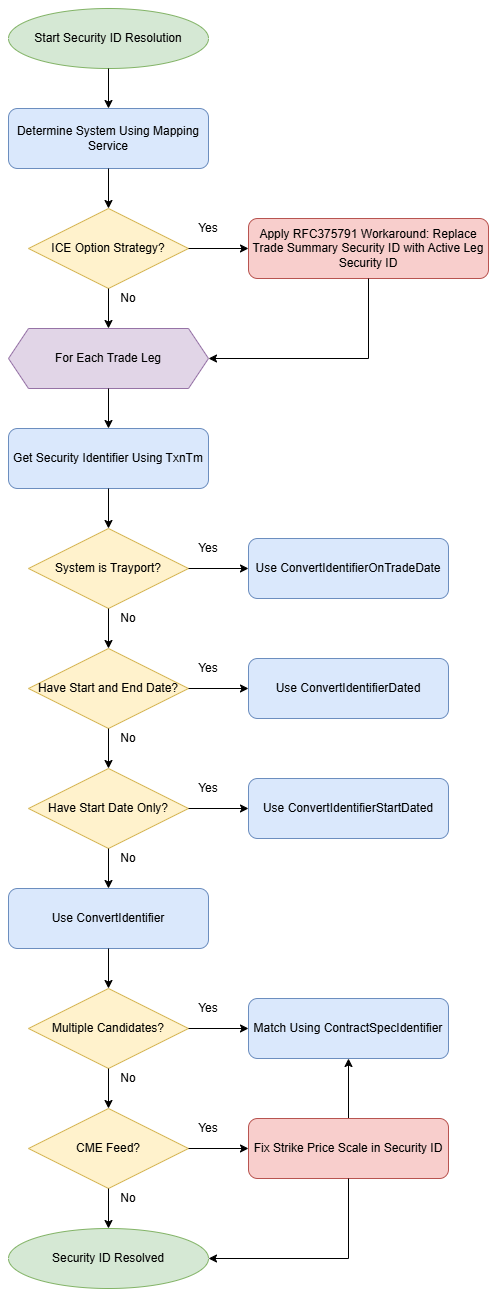 Start Security ID Resolution
Determine System Using Mapping
Service
ICE Option Strategy?
Yes
Apply RFC375791 Workaround: Replace
Trade Summary Security ID with Active Leg
Security ID
No
For Each Trade Leg
Get Security Identifier Using TxnTm
System is Trayport?
Yes
Use ConvertIdentifierOnTradeDate
No
Have Start and End Date?
Yes
Use ConvertIdentifierDated
No
Have Start Date Only?
Yes
Use ConvertIdentifierStartDated
No
Use ConvertIdentifier
Multiple Candidates?
Yes
Match Using ContractSpecIdentifier
No
CME Feed?
Yes
Fix Strike Price Scale in Security ID
No
Security ID Resolved